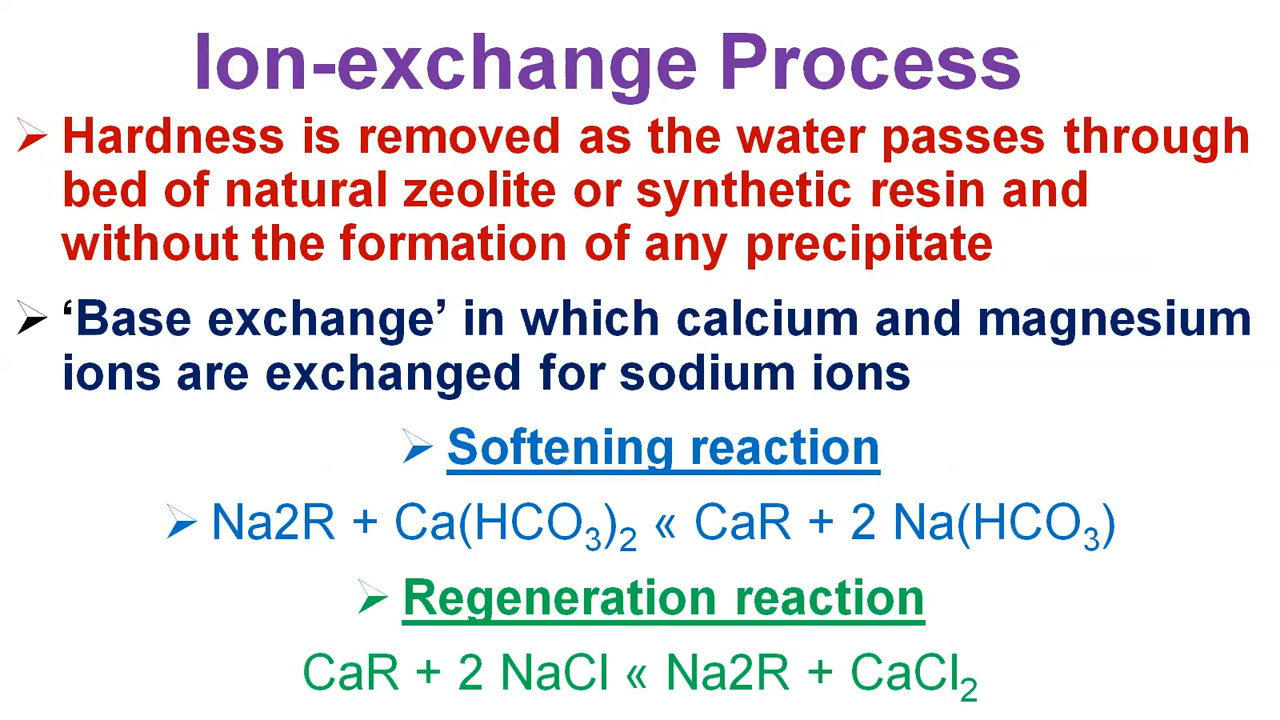 Ion-exchange Process
➢ Hardness is removed as the water passes through
bed of natural zeolite or synthetic resin and
without the formation of any precipitate
➢ ‘Base exchange’ in which calcium and magnesium
ions are exchanged for sodium ions
➢ Softening reaction
➢ Na2R + Ca(HCO₃)₂ « CaR + 2 Na(HCO₃)
➢ Regeneration reaction
CaR + 2 NaCl « Na2R + CaCl₂